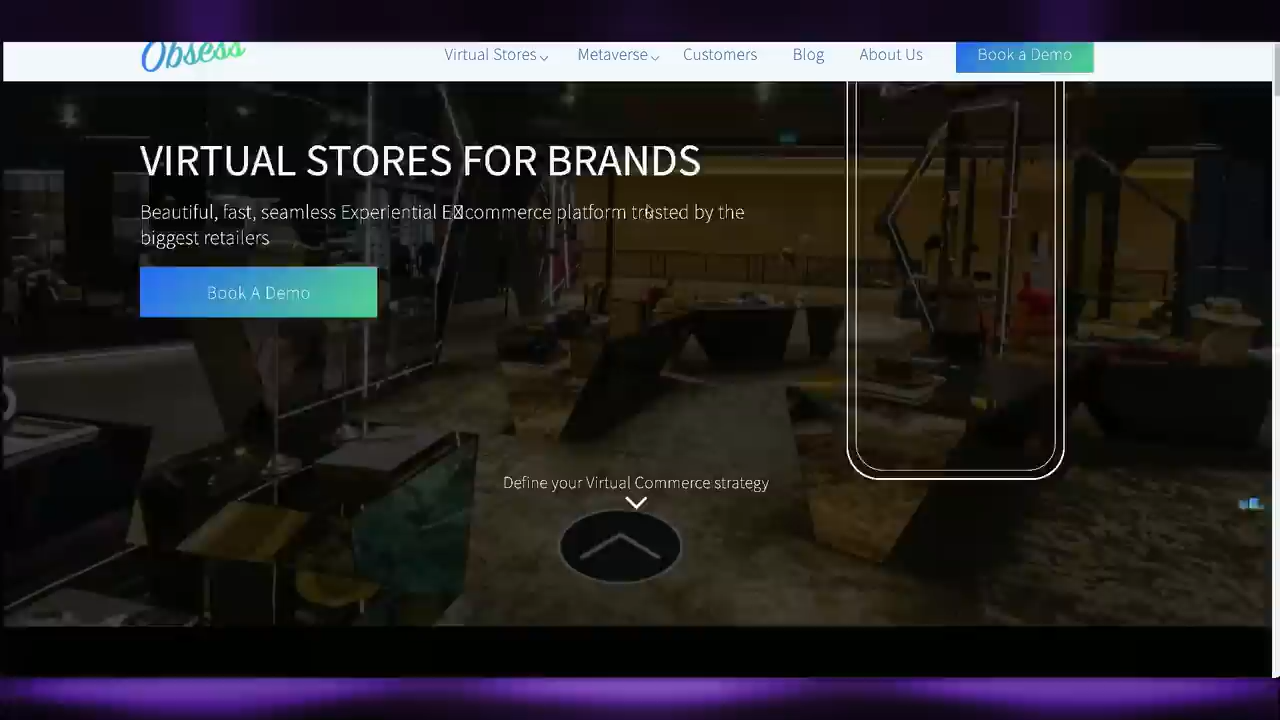 Obsess
Virtual Stores
Metaverse
Customers
Blog
About Us
Book a Demo
VIRTUAL STORES FOR BRANDS
Beautiful, fast, seamless Experiential commerce platform trusted by the
biggest retailers
Book A Demo
Define your Virtual Commerce strategy